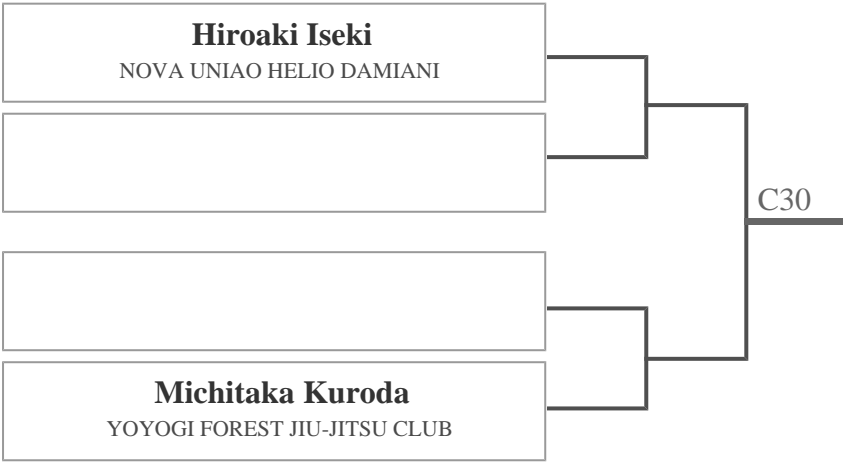 Hiroaki Iseki
NOVA UNIAO HELIO DAMIANI
C30
Michitaka Kuroda
YOYOGI FOREST JIU-JITSU CLUB